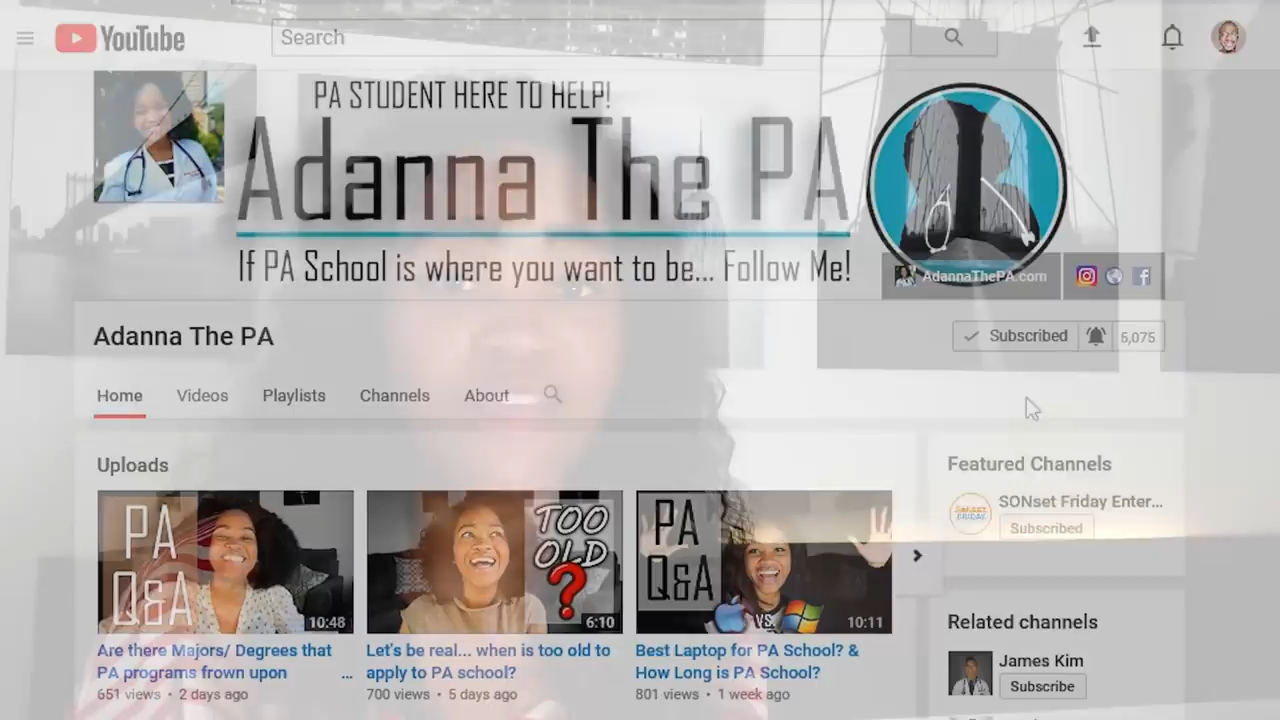 YouTube
Search
PA STUDENT HERE TO HELP!
Adanna The PA
If PA School is where you want to be... Follow Me!
AdannaThePA.com
Adanna The PA
Subscribed
5,075
Home
Videos
Playlists
Channels
About
Uploads
PA
Q&A
10:48
TOO
OLD
?
6:10
PA
Q&A
VS.
10:11
Are there Majors/ Degrees that
PA programs frown upon ...
651 views • 2 days ago
Let's be real... when is too old to
apply to PA school?
700 views • 5 days ago
Best Laptop for PA School? &
How Long is PA School?
801 views • 1 week ago
Featured Channels
SONset FRIDAY
SONset Friday Enter...
Subscribed
Related channels
James Kim
Subscribe